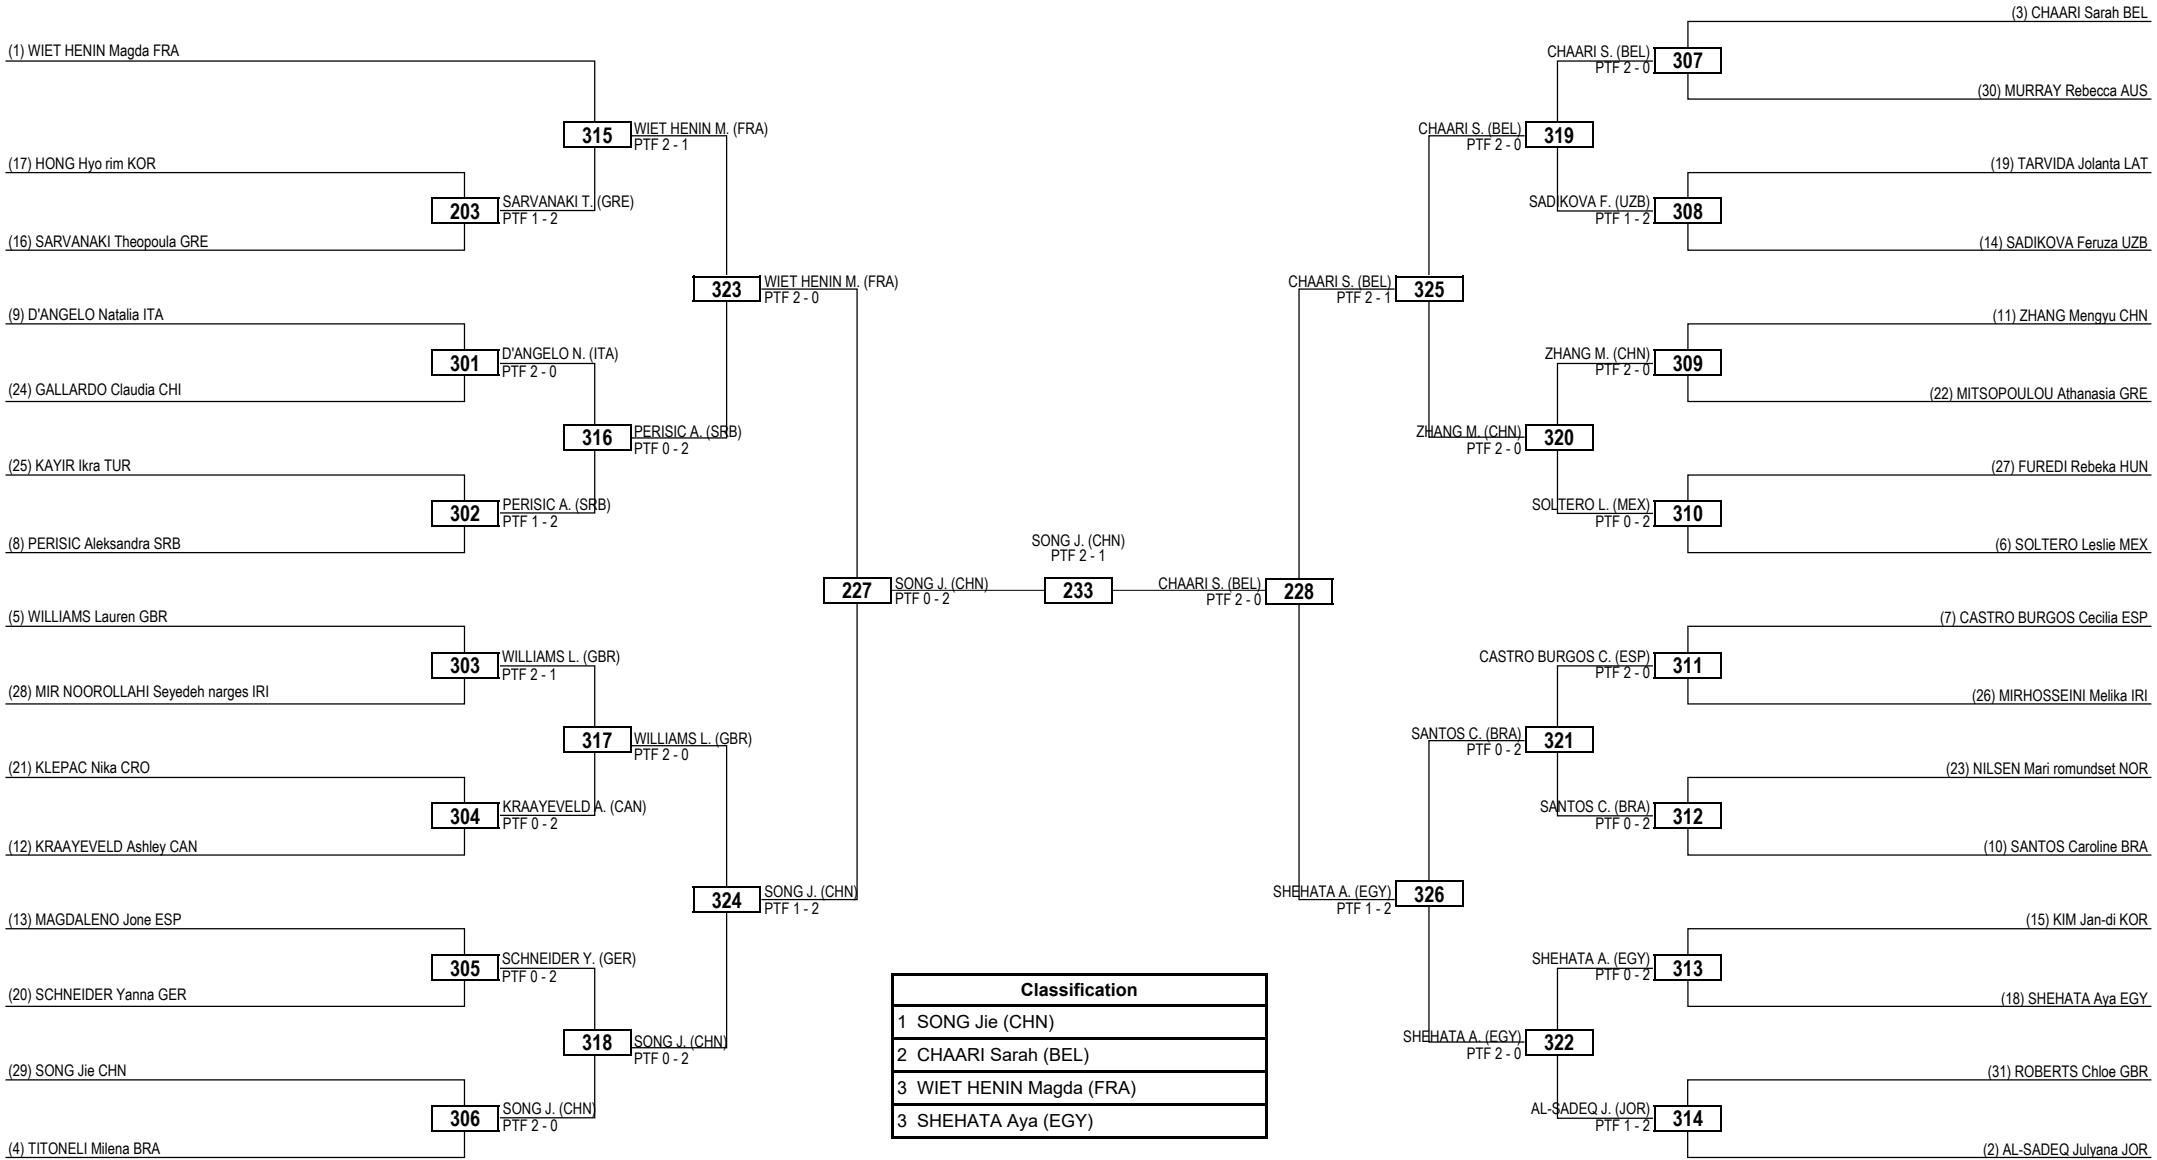 (1) WIET HENIN Magda FRA
(17) HONG Hyo rim KOR
(16) SARVANAKI Theopoula GRE
(9) D'ANGELO Natalia ITA
(24) GALLARDO Claudia CHI
(25) KAYIR Ikra TUR
(8) PERISIC Aleksandra SRB
(5) WILLIAMS Lauren GBR
(28) MIR NOOROLLAHI Seyedeh narges IRI
(21) KLEPAC Nika CRO
(12) KRAAYEVELD Ashley CAN
(13) MAGDALENO Jone ESP
(20) SCHNEIDER Yanna GER
(29) SONG Jie CHN
(4) TITONELI Milena BRA
203
SARVANAKI T. (GRE)
PTF 1 - 2
301
D'ANGELO N. (ITA)
PTF 2 - 0
302
PERISIC A. (SRB)
PTF 1 - 2
303
WILLIAMS L. (GBR)
PTF 2 - 1
304
KRAAYEVELD A. (CAN)
PTF 0 - 2
305
SCHNEIDER Y. (GER)
PTF 0 - 2
306
SONG J. (CHN)
PTF 2 - 0
315
WIET HENIN M. (FRA)
PTF 2 - 1
316
PERISIC A. (SRB)
PTF 0 - 2
317
WILLIAMS L. (GBR)
PTF 2 - 0
318
SONG J. (CHN)
PTF 0 - 2
323
WIET HENIN M. (FRA)
PTF 2 - 0
324
SONG J. (CHN)
PTF 1 - 2
227
SONG J. (CHN)
PTF 0 - 2
SONG J. (CHN)
PTF 2 - 1
233
CHAARI S. (BEL)
PTF 2 - 0
228
CHAARI S. (BEL)
PTF 2 - 1
325
SHEHATA A. (EGY)
PTF 1 - 2
326
CHAARI S. (BEL)
PTF 2 - 0
319
ZHANG M. (CHN)
PTF 2 - 0
320
SANTOS C. (BRA)
PTF 0 - 2
321
SHEHATA A. (EGY)
PTF 2 - 0
322
CHAARI S. (BEL)
PTF 2 - 0
307
SADIKOVA F. (UZB)
PTF 1 - 2
308
ZHANG M. (CHN)
PTF 2 - 0
309
SOLTERO L. (MEX)
PTF 0 - 2
310
CASTRO BURGOS C. (ESP)
PTF 2 - 0
311
SANTOS C. (BRA)
PTF 0 - 2
312
SHEHATA A. (EGY)
PTF 0 - 2
313
AL-SADEQ J. (JOR)
PTF 1 - 2
314
(3) CHAARI Sarah BEL
(30) MURRAY Rebecca AUS
(19) TARVIDA Jolanta LAT
(14) SADIKOVA Feruza UZB
(11) ZHANG Mengyu CHN
(22) MITSOPOULOU Athanasia GRE
(27) FUREDI Rebeka HUN
(6) SOLTERO Leslie MEX
(7) CASTRO BURGOS Cecilia ESP
(26) MIRHOSSEINI Melika IRI
(23) NILSEN Mari romundset NOR
(10) SANTOS Caroline BRA
(15) KIM Jan-di KOR
(18) SHEHATA Aya EGY
(31) ROBERTS Chloe GBR
(2) AL-SADEQ Julyana JOR
Classification
1 SONG Jie (CHN)
2 CHAARI Sarah (BEL)
3 WIET HENIN Magda (FRA)
3 SHEHATA Aya (EGY)